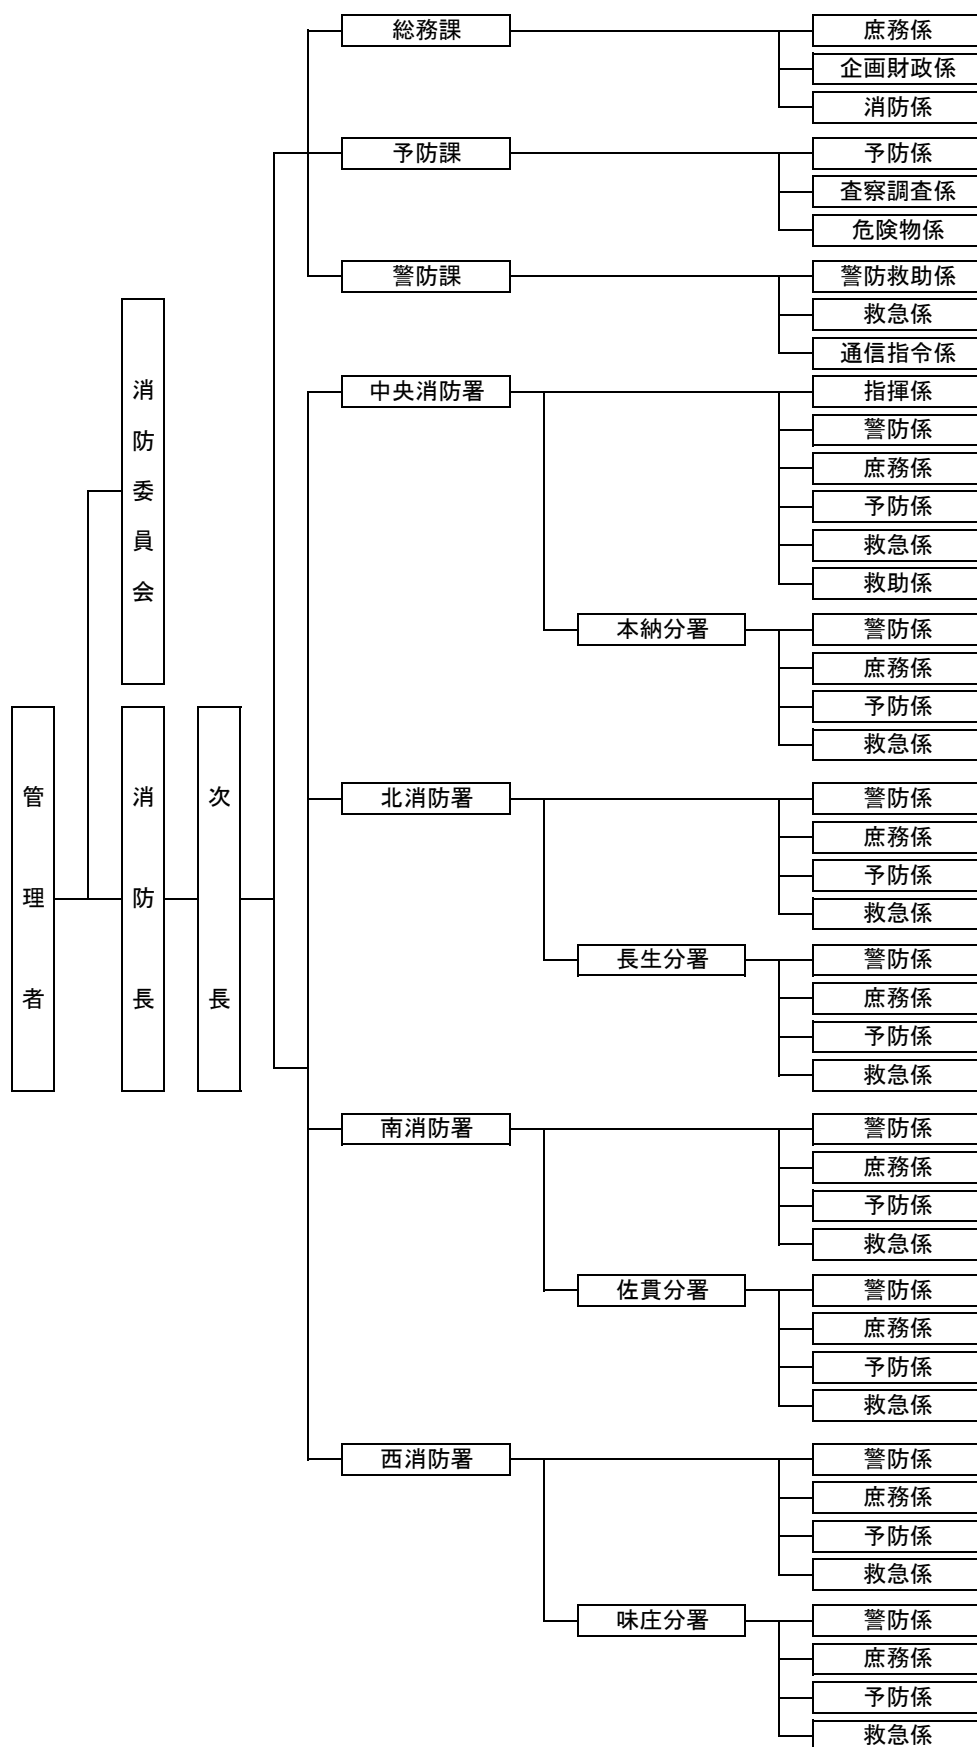 管理者
消防委員会
消防長
次長
総務課
庶務係
企画財政係
消防係
予防課
予防係
査察調査係
危険物係
警防課
警防救助係
救急係
通信指令係
中央消防署
指揮係
警防係
庶務係
予防係
救急係
救助係
本納分署
警防係
庶務係
予防係
救急係
北消防署
警防係
庶務係
予防係
救急係
長生分署
警防係
庶務係
予防係
救急係
南消防署
警防係
庶務係
予防係
救急係
佐貫分署
警防係
庶務係
予防係
救急係
西消防署
警防係
庶務係
予防係
救急係
味庄分署
警防係
庶務係
予防係
救急係